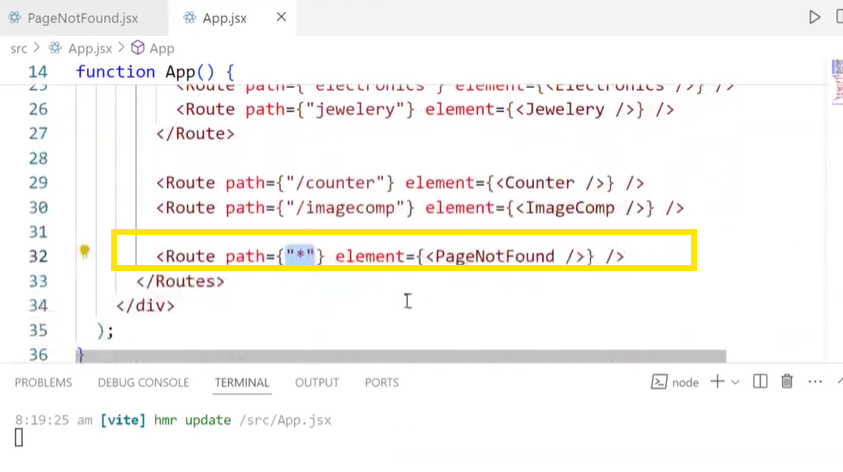 PageNotFound.jsx App.jsx
src > App.jsx > App
14 function App() {
25 <Route path={"electronics"} element={<Electronics />} />
26 <Route path={"jewelery"} element={<Jewelery />} />
27 </Route>
28
29 <Route path={"/counter"} element={<Counter />} />
30 <Route path={"/imagecomp"} element={<ImageComp />} />
31
32 <Route path={"*"} element={<PageNotFound />} />
33 </Routes>
34 </div>
35 );
36 }
PROBLEMS DEBUG CONSOLE TERMINAL OUTPUT PORTS node
8:19:25 am [vite] hmr update /src/App.jsx